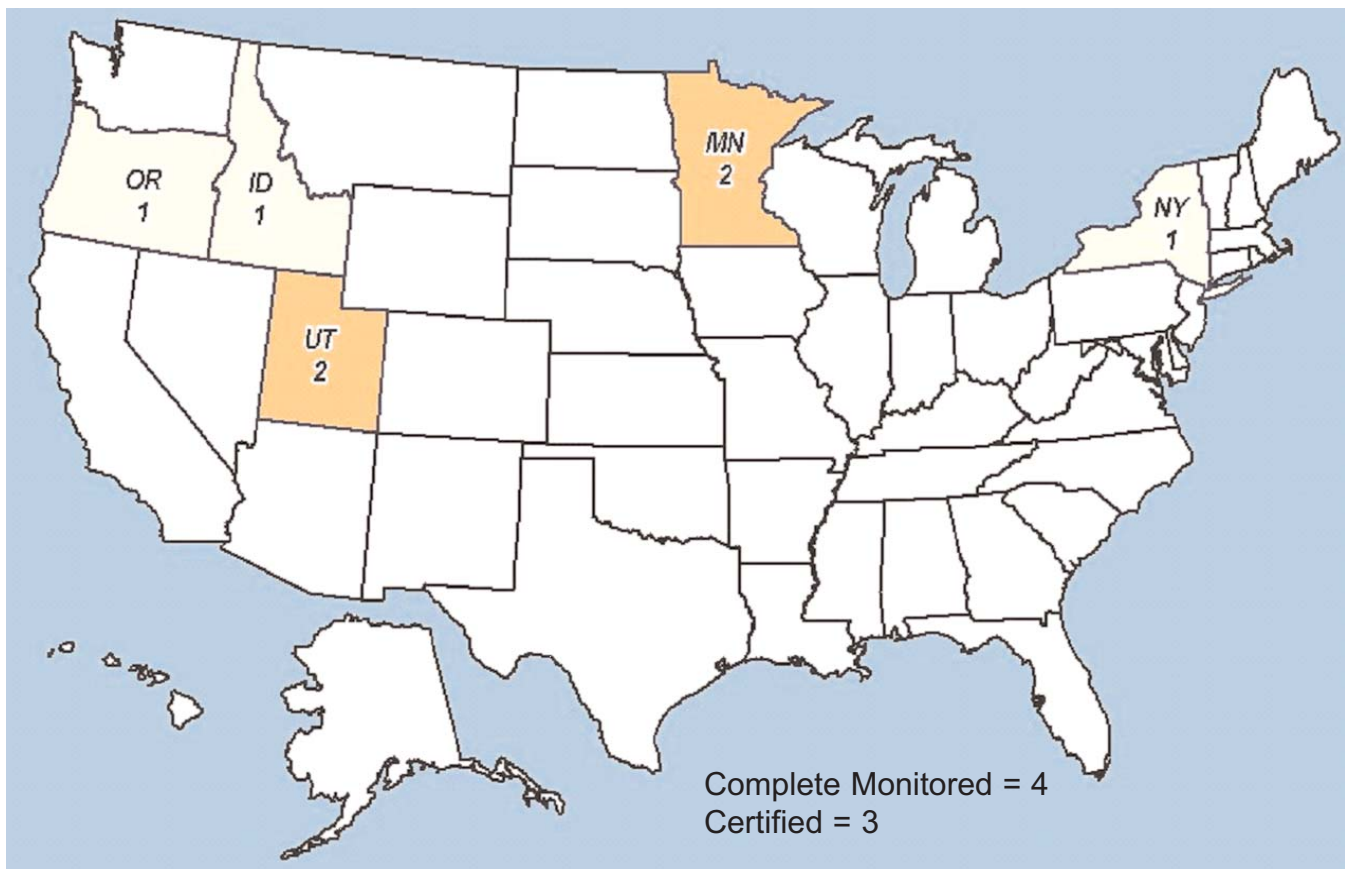 MN
2
OR
1
ID
1
NY
1
UT
2
Complete Monitored = 4
Certified = 3